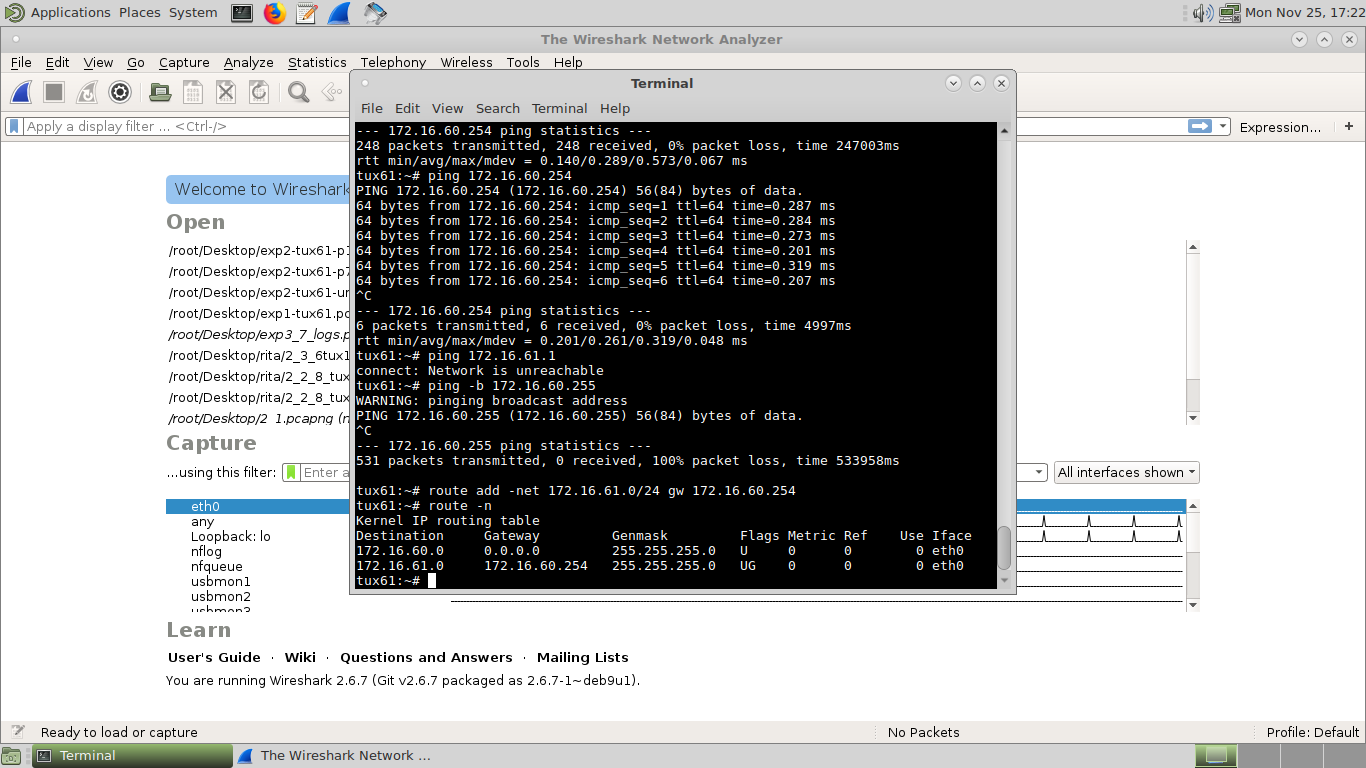 Applications Places System
Mon Nov 25, 17:22
The Wireshark Network Analyzer
File Edit View Go Capture Analyze Statistics Telephony Wireless Tools Help
Apply a display filter ... <Ctrl-/>
Expression...
+
Welcome to Wireshark
Open
/root/Desktop/exp2-tux61-p
/root/Desktop/exp2-tux61-p7
/root/Desktop/exp2-tux61-
/root/Desktop/exp1-tux61.pc
/root/Desktop/exp3_7_logs.p
/root/Desktop/rita/2_3_6tux1
/root/Desktop/rita/2_2_8_tux
/root/Desktop/rita/2_2_8_tux
/root/Desktop/2_1.pcapng (n
Capture
...using this filter:
Enter a
All interfaces shown
eth0
any
Loopback: lo
nflog
nfqueue
usbmon1
usbmon2
usbmon3
Learn
User's Guide · Wiki · Questions and Answers · Mailing Lists
You are running Wireshark 2.6.7 (Git v2.6.7 packaged as 2.6.7-1~deb9u1).
Terminal
File Edit View Search Terminal Help
--- 172.16.60.254 ping statistics ---
248 packets transmitted, 248 received, 0% packet loss, time 247003ms
rtt min/avg/max/mdev = 0.140/0.289/0.573/0.067 ms
tux61:~# ping 172.16.60.254
PING 172.16.60.254 (172.16.60.254) 56(84) bytes of data.
64 bytes from 172.16.60.254: icmp_seq=1 ttl=64 time=0.287 ms
64 bytes from 172.16.60.254: icmp_seq=2 ttl=64 time=0.284 ms
64 bytes from 172.16.60.254: icmp_seq=3 ttl=64 time=0.273 ms
64 bytes from 172.16.60.254: icmp_seq=4 ttl=64 time=0.201 ms
64 bytes from 172.16.60.254: icmp_seq=5 ttl=64 time=0.319 ms
64 bytes from 172.16.60.254: icmp_seq=6 ttl=64 time=0.207 ms
^C
--- 172.16.60.254 ping statistics ---
6 packets transmitted, 6 received, 0% packet loss, time 4997ms
rtt min/avg/max/mdev = 0.201/0.261/0.319/0.048 ms
tux61:~# ping 172.16.61.1
connect: Network is unreachable
tux61:~# ping -b 172.16.60.255
WARNING: pinging broadcast address
PING 172.16.60.255 (172.16.60.255) 56(84) bytes of data.
^C
--- 172.16.60.255 ping statistics ---
531 packets transmitted, 0 received, 100% packet loss, time 533958ms
tux61:~# route add -net 172.16.61.0/24 gw 172.16.60.254
tux61:~# route -n
Kernel IP routing table
Destination Gateway Genmask Flags Metric Ref Use Iface
172.16.60.0 0.0.0.0 255.255.255.0 U 0 0 0 eth0
172.16.61.0 172.16.60.254 255.255.255.0 UG 0 0 0 eth0
tux61:~#
Ready to load or capture
No Packets
Profile: Default
Terminal
The Wireshark Network ...